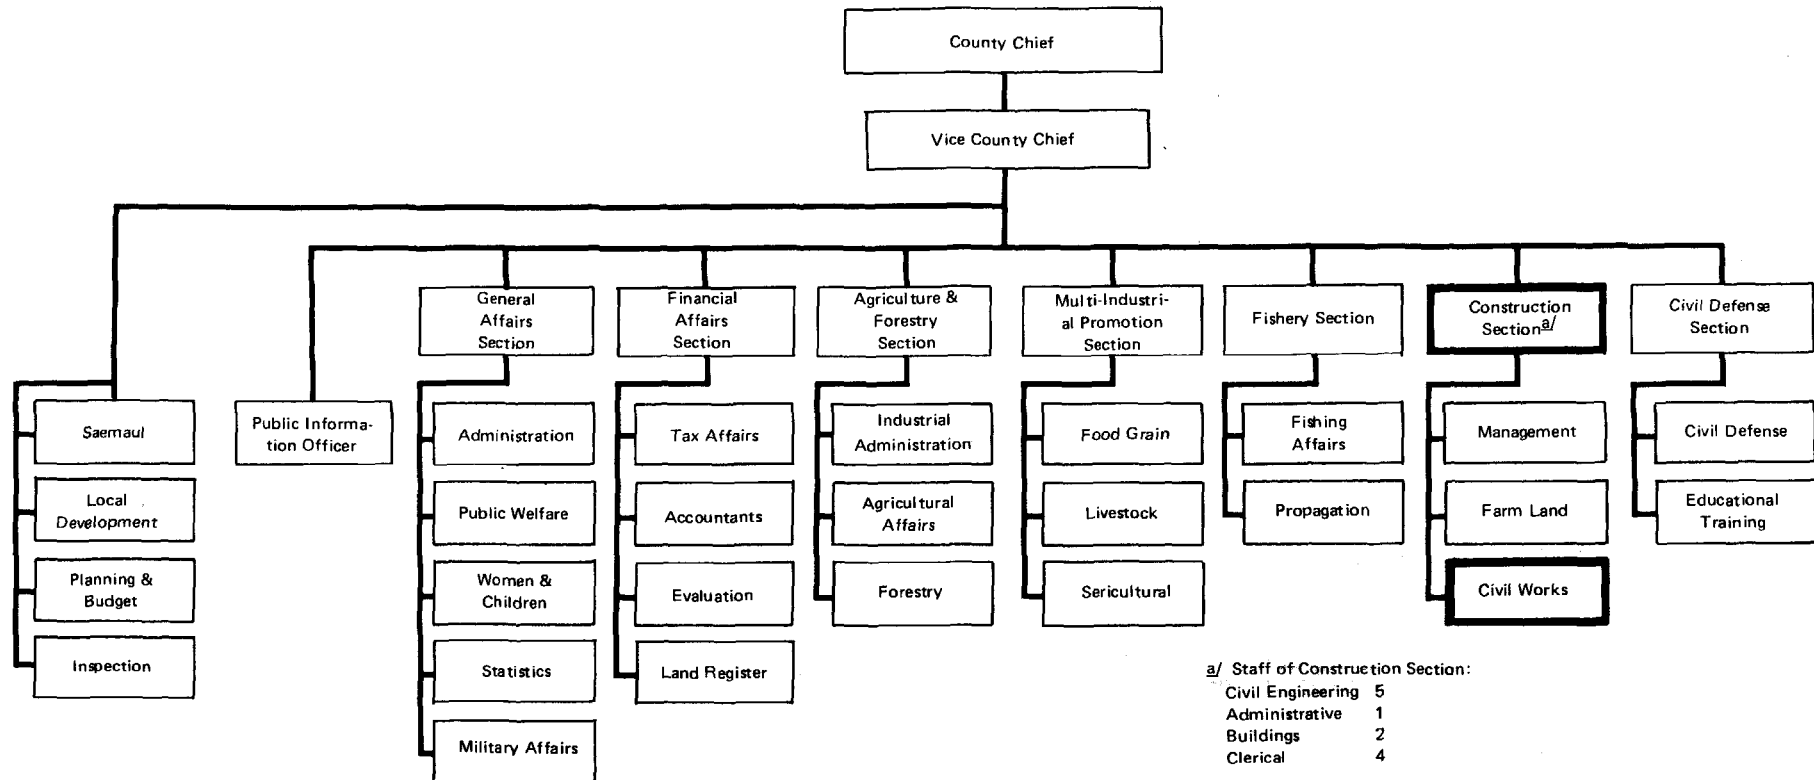 County Chief
Vice County Chief
General
Affairs
Section
Financial
Affairs
Section
Agriculture &
Forestry
Section
Multi-Industri-
al Promotion
Section
Fishery Section
Construction
Section a/
Civil Defense
Section
Saemaul
Local
Development
Planning &
Budget
Inspection
Public Informa-
tion Officer
Administration
Public Welfare
Women &
Children
Statistics
Military Affairs
Tax Affairs
Accountants
Evaluation
Land Register
Industrial
Administration
Agricultural
Affairs
Forestry
Food Grain
Livestock
Sericultural
Fishing
Affairs
Propagation
Management
Farm Land
Civil Works
Civil Defense
Educational
Training
a/ Staff of Construction Section:
Civil Engineering 5
Administrative 1
Buildings 2
Clerical 4